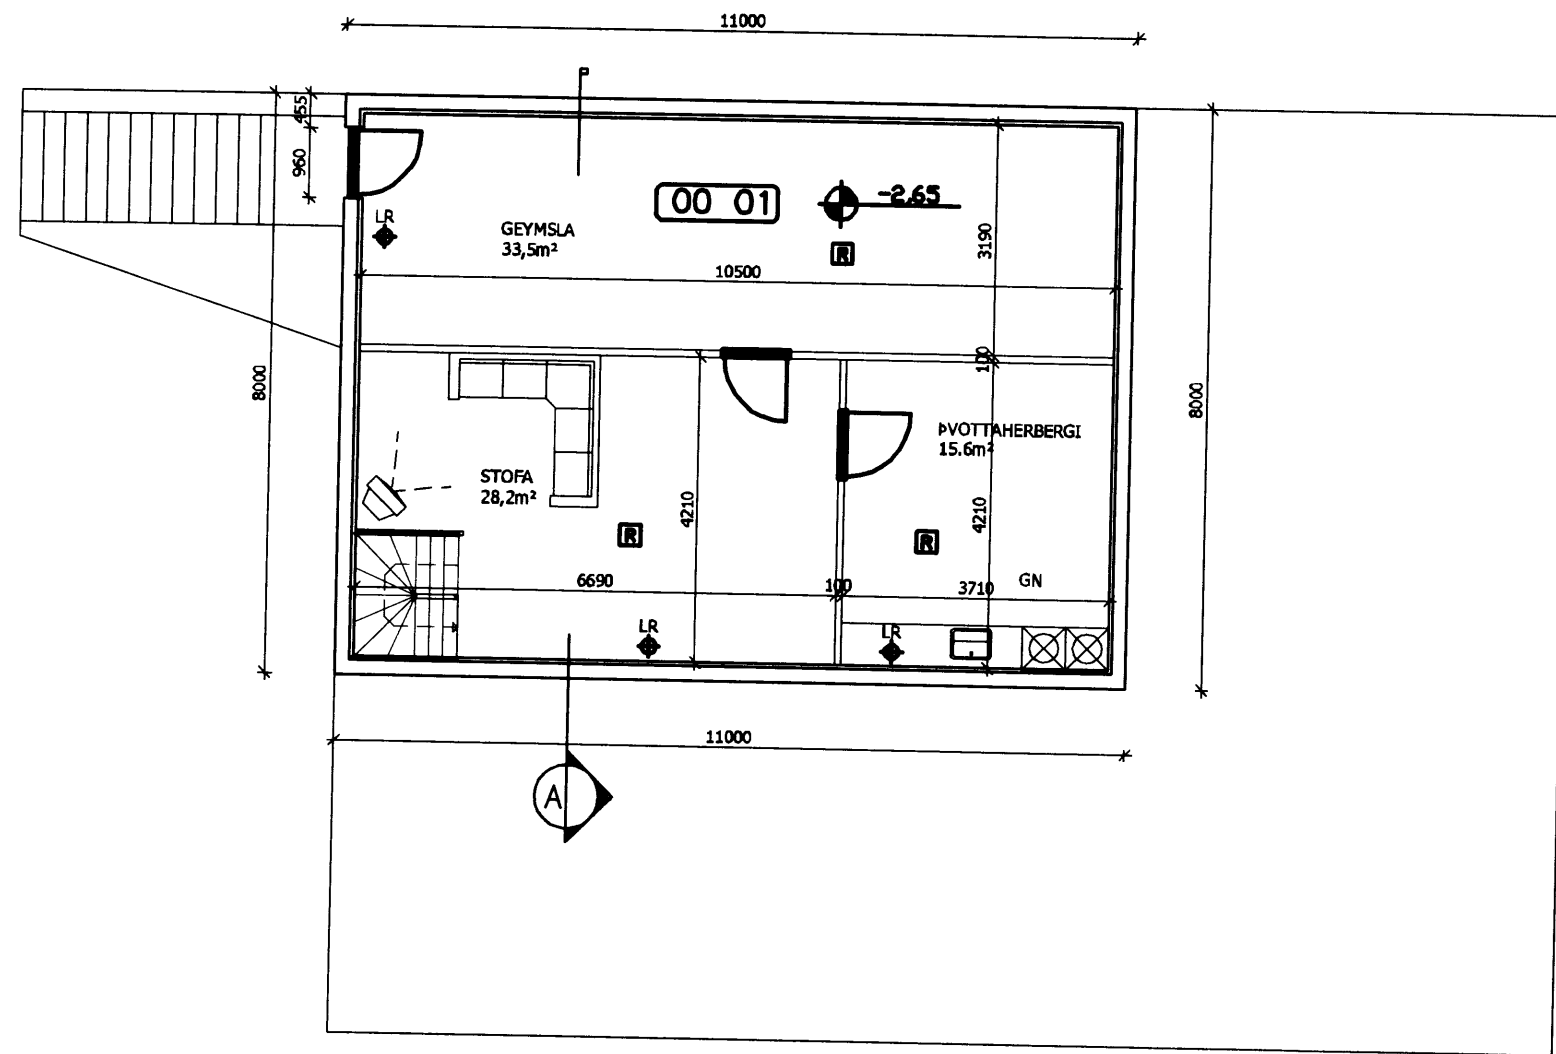 11000
455
960
LR
00 01
-2,65
GEYMSLA
33,5m²
R
3190
10500
8000
100
8000
ÞVOTTAHERBERGI
15.6m²
STOFA
28,2m²
4210
4210
R
R
6690
100
3710
GN
LR
LR
11000
A